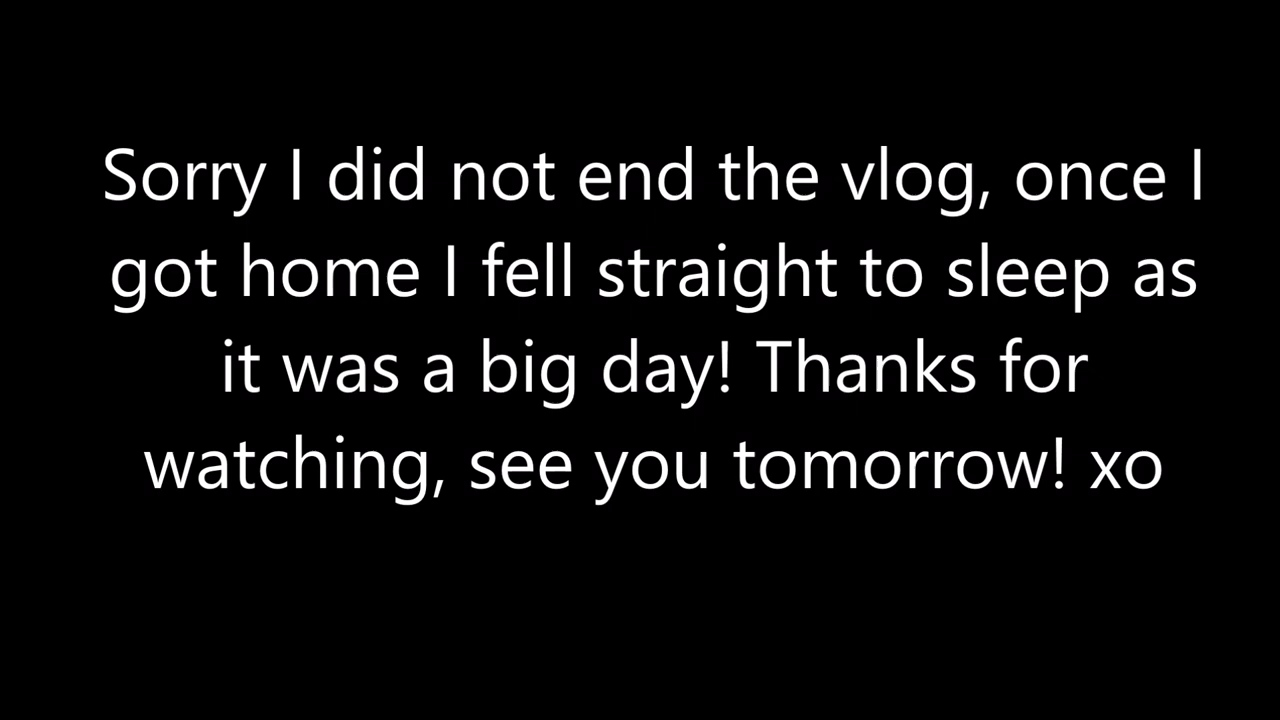 Sorry I did not end the vlog, once I
got home I fell straight to sleep as
it was a big day! Thanks for
watching, see you tomorrow! xo